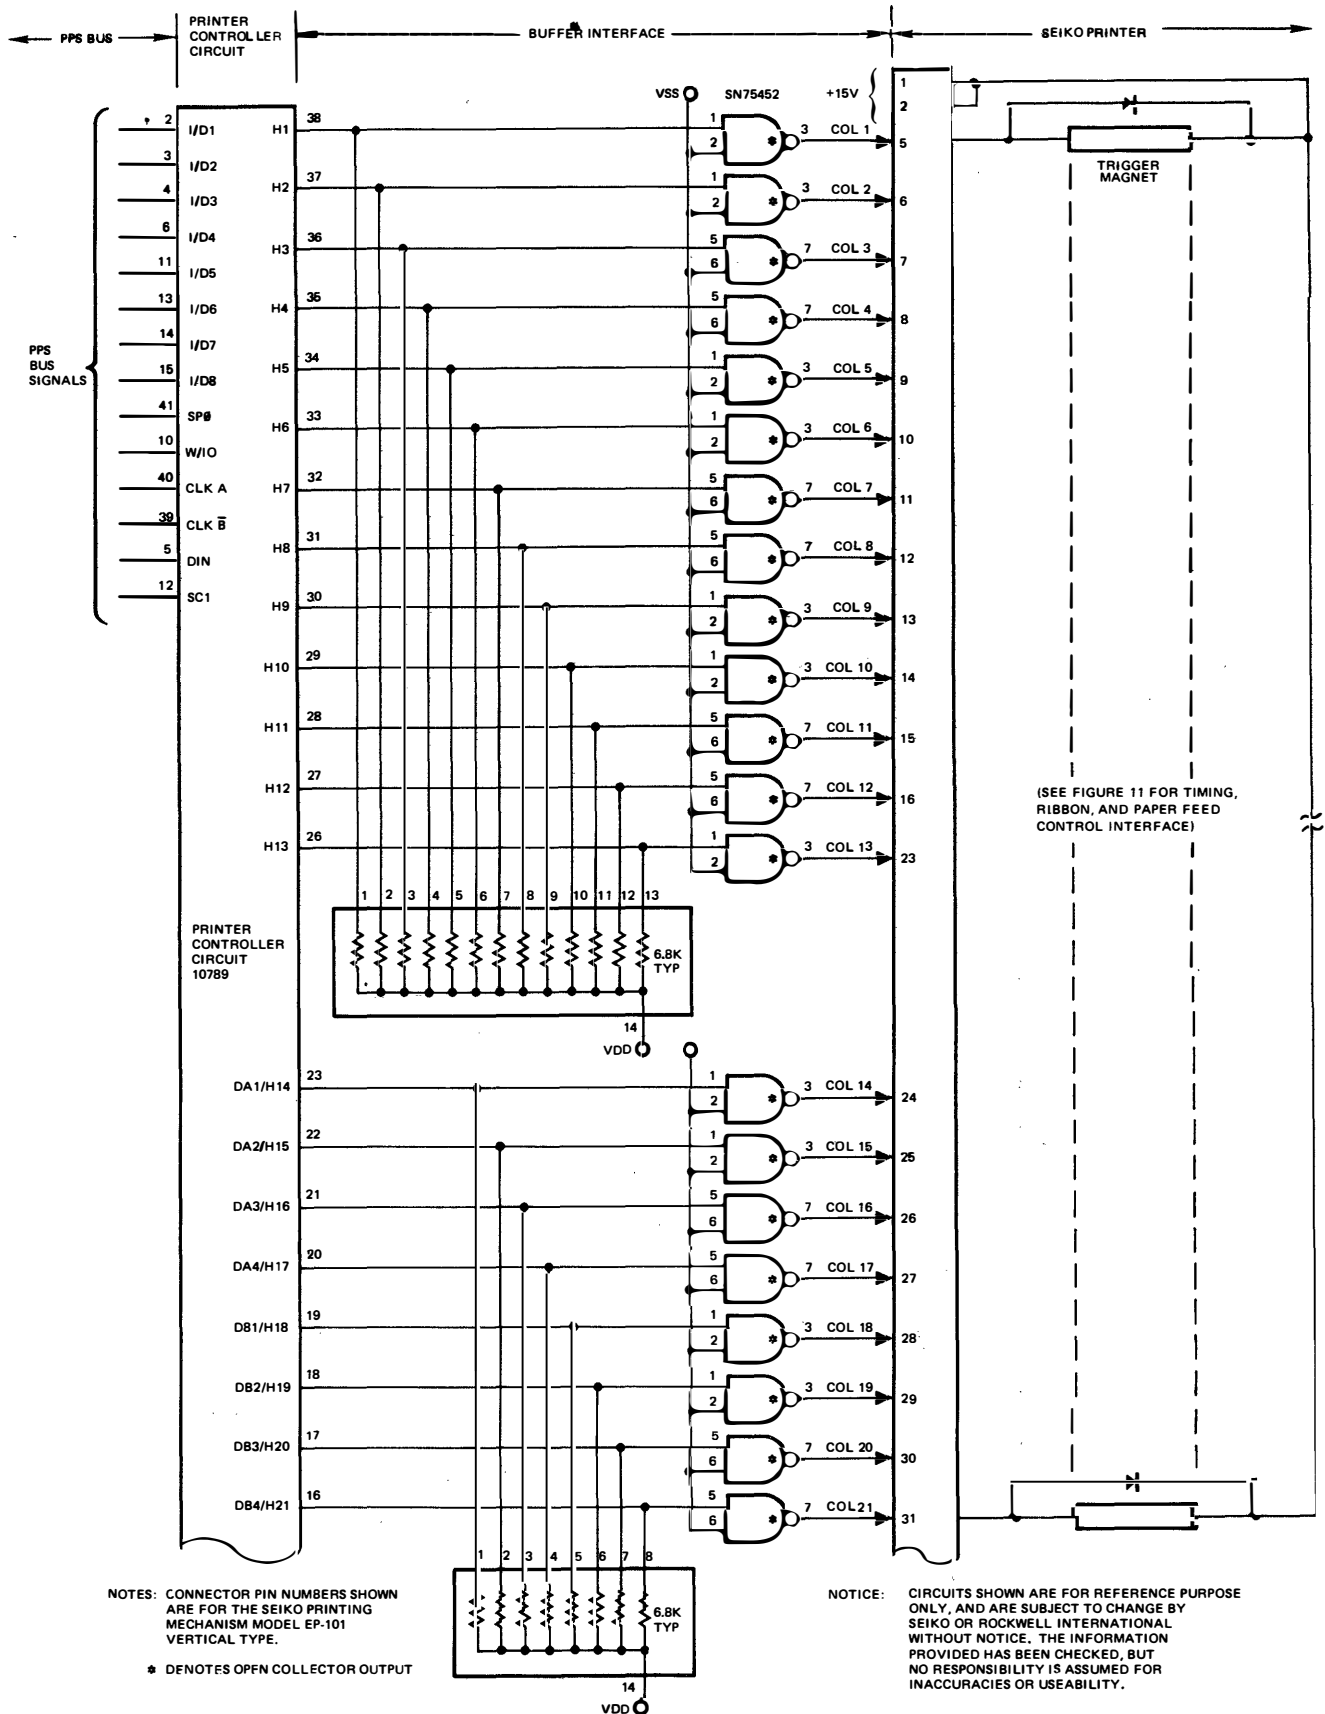 PPS BUS
PRINTER
CONTROLLER
CIRCUIT
BUFFER INTERFACE
SEIKO PRINTER
VSS
SN75452
+15V
1
2
PPS
BUS
SIGNALS
2 I/D1
3 I/D2
4 I/D3
6 I/D4
11 I/D5
13 I/D6
14 I/D7
15 I/D8
41 SPØ
10 W/IO
40 CLK A
39 CLK B̅
5 DIN
12 SC1
H1 38 1 2 * 3 COL 1 5
H2 37 1 2 * 3 COL 2 6
H3 36 5 6 * 7 COL 3 7
H4 35 5 6 * 7 COL 4 8
H5 34 1 2 * 3 COL 5 9
H6 33 1 2 * 3 COL 6 10
H7 32 5 6 * 7 COL 7 11
H8 31 5 6 * 7 COL 8 12
H9 30 1 2 * 3 COL 9 13
H10 29 1 2 * 3 COL 10 14
H11 28 5 6 * 7 COL 11 15
H12 27 5 6 * 7 COL 12 16
H13 26 1 2 * 3 COL 13 23
TRIGGER
MAGNET
(SEE FIGURE 11 FOR TIMING,
RIBBON, AND PAPER FEED
CONTROL INTERFACE)
1 2 3 4 5 6 7 8 9 10 11 12 13
6.8K
TYP
14
VDD
PRINTER
CONTROLLER
CIRCUIT
10789
DA1/H14 23 1 2 * 3 COL 14 24
DA2/H15 22 1 2 * 3 COL 15 25
DA3/H16 21 5 6 * 7 COL 16 26
DA4/H17 20 5 6 * 7 COL 17 27
DB1/H18 19 1 2 * 3 COL 18 28
DB2/H19 18 1 2 * 3 COL 19 29
DB3/H20 17 5 6 * 7 COL 20 30
DB4/H21 16 5 6 * 7 COL21 31
1 2 3 4 5 6 7 8
6.8K
TYP
14
VDD
NOTES: CONNECTOR PIN NUMBERS SHOWN
ARE FOR THE SEIKO PRINTING
MECHANISM MODEL EP-101
VERTICAL TYPE.
* DENOTES OPEN COLLECTOR OUTPUT
NOTICE: CIRCUITS SHOWN ARE FOR REFERENCE PURPOSE
ONLY, AND ARE SUBJECT TO CHANGE BY
SEIKO OR ROCKWELL INTERNATIONAL
WITHOUT NOTICE. THE INFORMATION
PROVIDED HAS BEEN CHECKED, BUT
NO RESPONSIBILITY IS ASSUMED FOR
INACCURACIES OR USEABILITY.